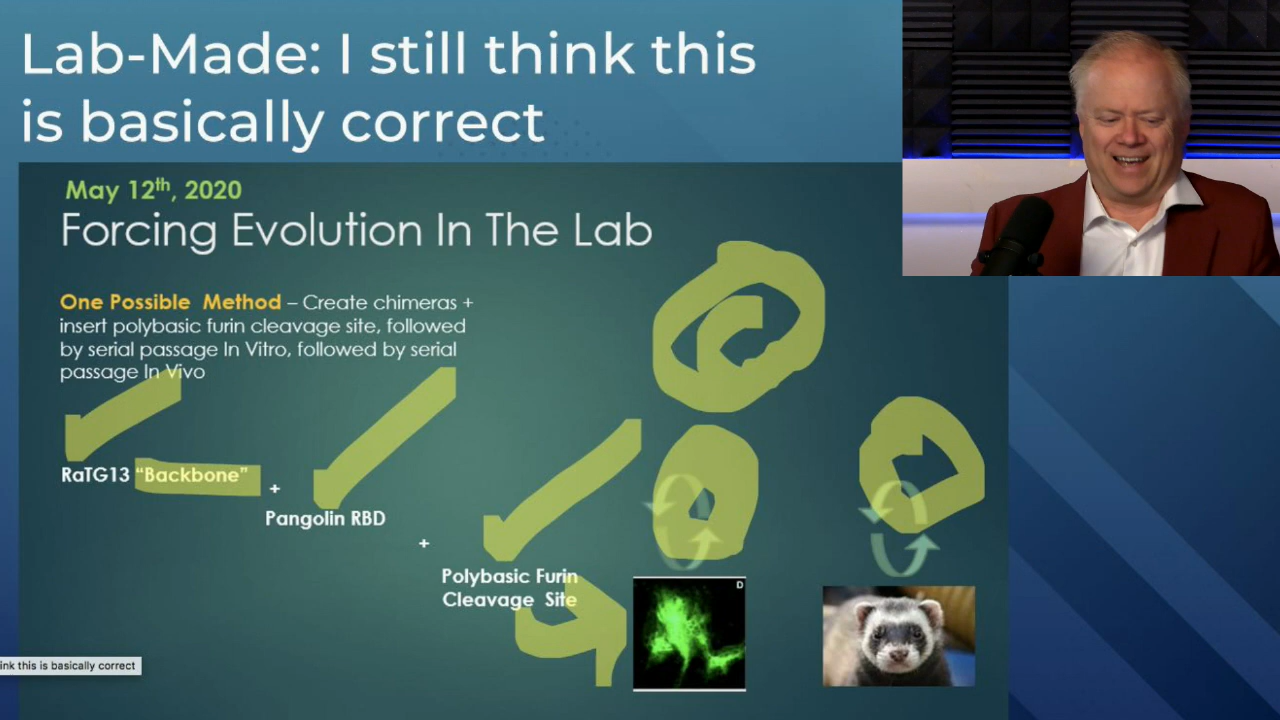 Lab-Made: I still think this
is basically correct
May 12th, 2020
Forcing Evolution In The Lab
One Possible Method – Create chimeras +
insert polybasic furin cleavage site, followed
by serial passage In Vitro, followed by serial
passage In Vivo
RaTG13 “Backbone”
+
Pangolin RBD
+
Polybasic Furin
Cleavage Site
D
ink this is basically correct